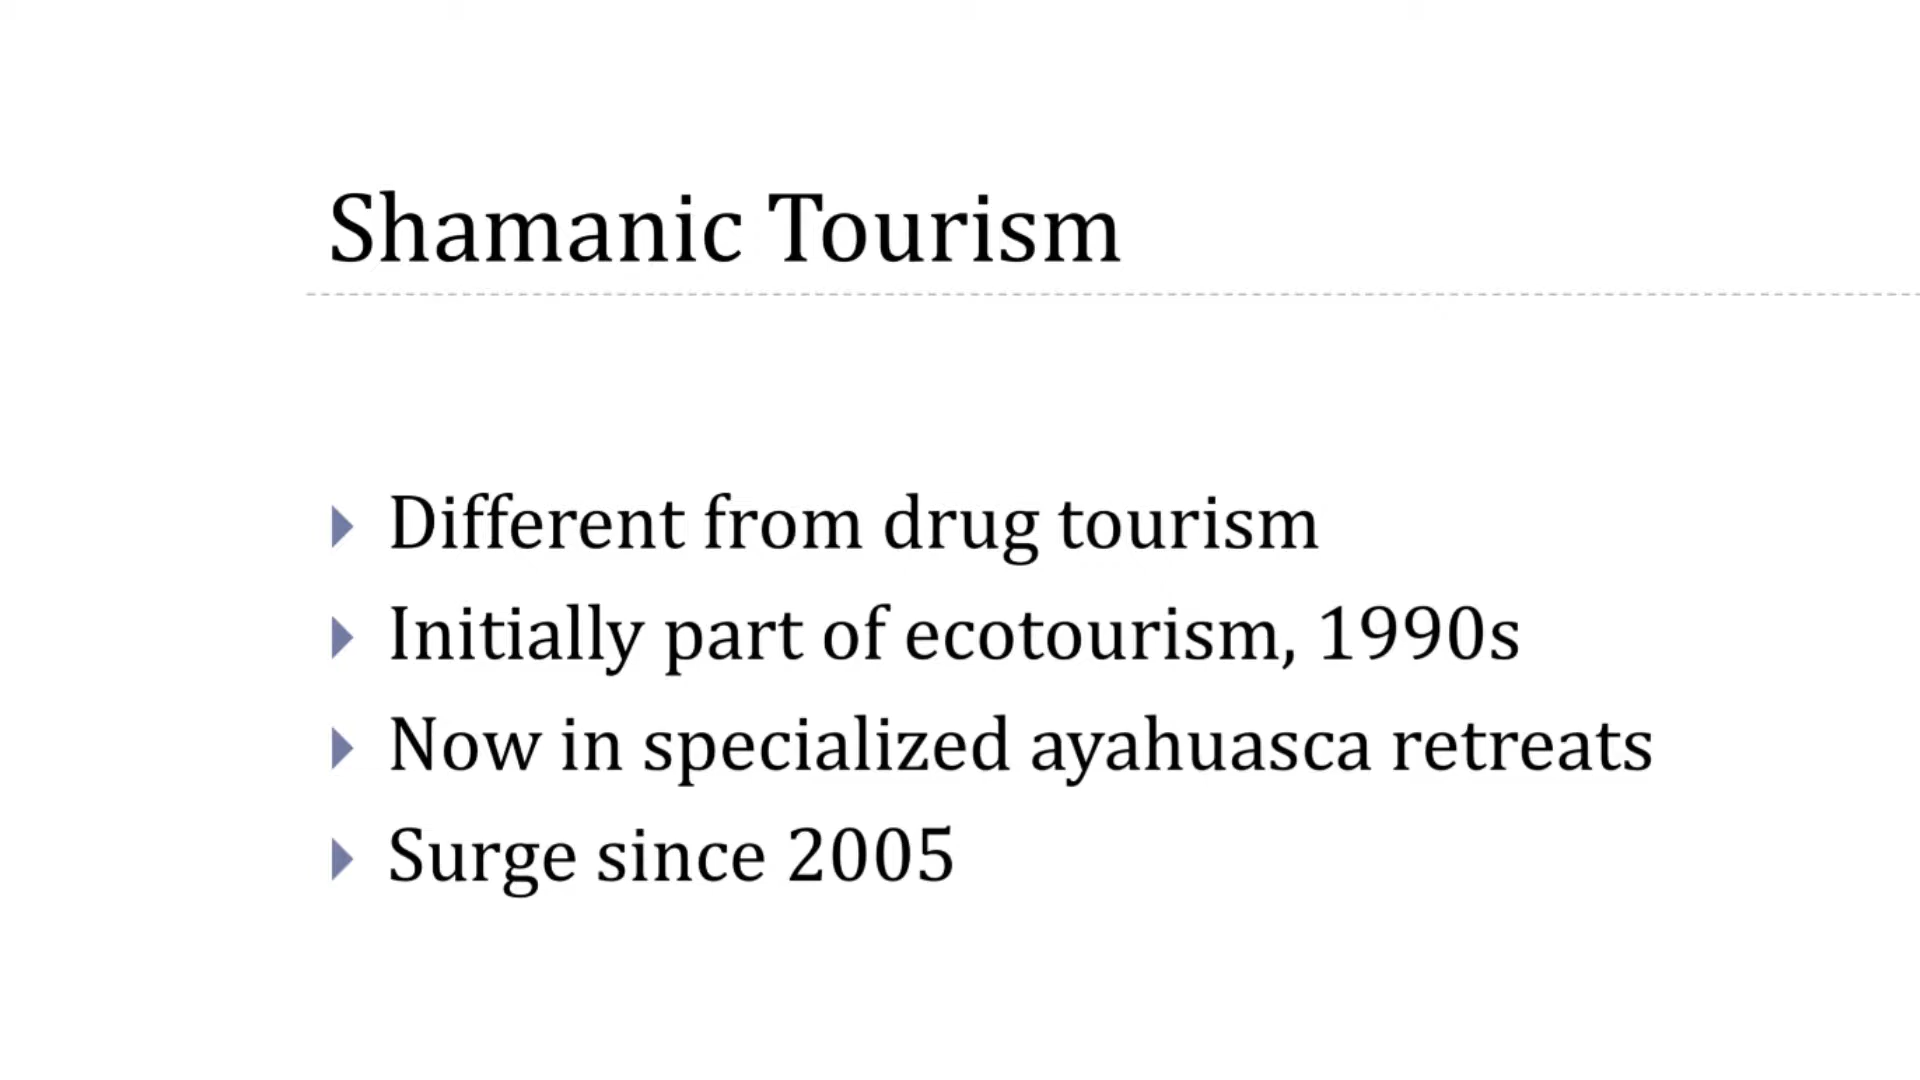 Shamanic Tourism
Different from drug tourism
Initially part of ecotourism, 1990s
Now in specialized ayahuasca retreats
Surge since 2005